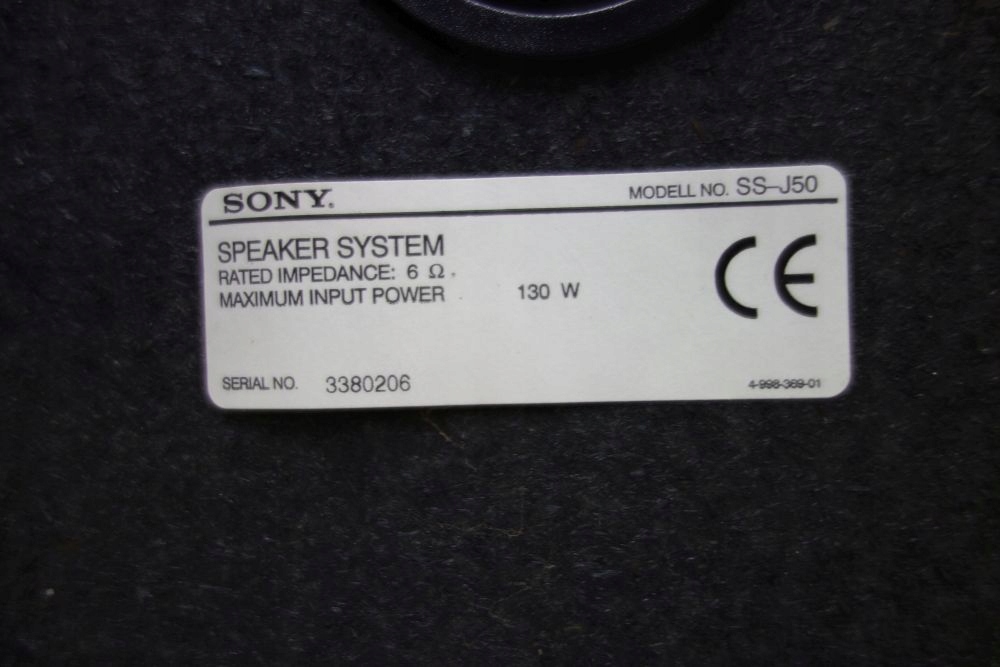 SONY. MODELL NO. SS-J50
SPEAKER SYSTEM
RATED IMPEDANCE: 6 Ω
MAXIMUM INPUT POWER 130 W
CE
SERIAL NO. 3380206
4-998-369-01